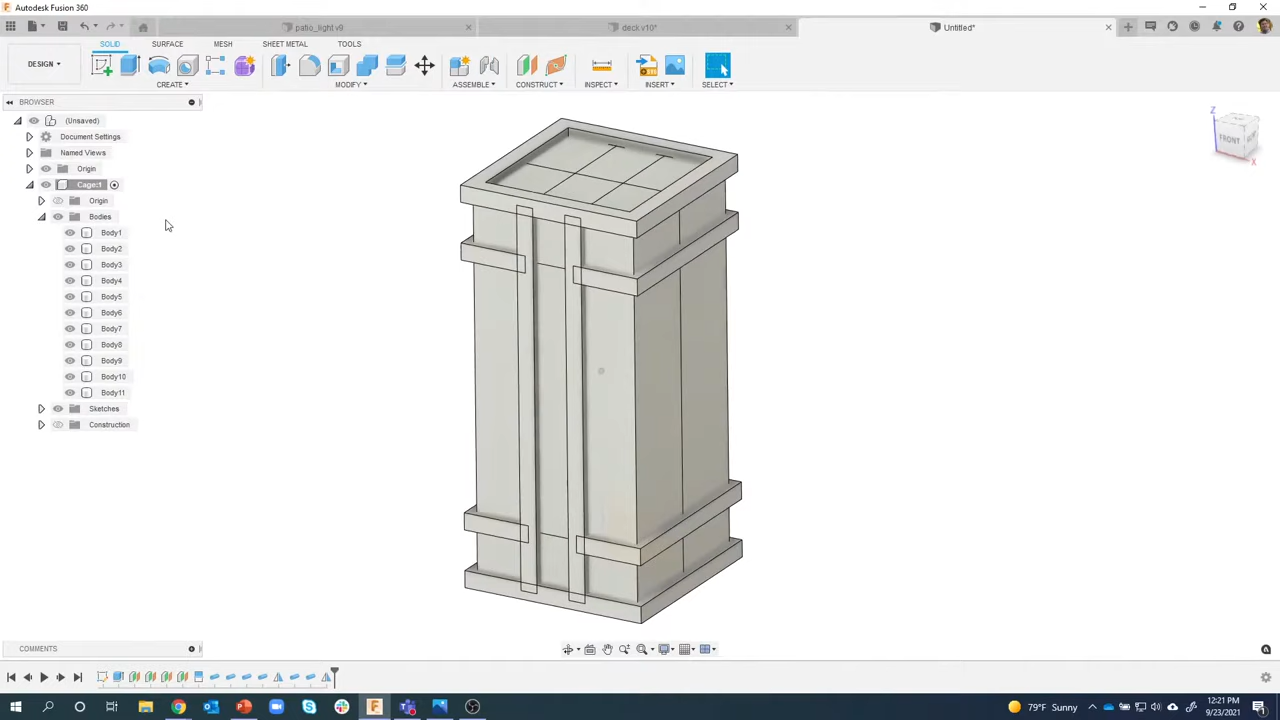 Autodesk Fusion 360
patio_light v9
deck v10*
Untitled*
SOLID
SURFACE
MESH
SHEET METAL
TOOLS
DESIGN
CREATE
MODIFY
ASSEMBLE
CONSTRUCT
INSPECT
INSERT
SELECT
BROWSER
(Unsaved)
Document Settings
Named Views
Origin
Cage:1
Origin
Bodies
Body1
Body2
Body3
Body4
Body5
Body6
Body7
Body8
Body9
Body10
Body11
Sketches
Construction
Z
FRONT
X
COMMENTS
79°F Sunny
12:21 PM
9/23/2021
1